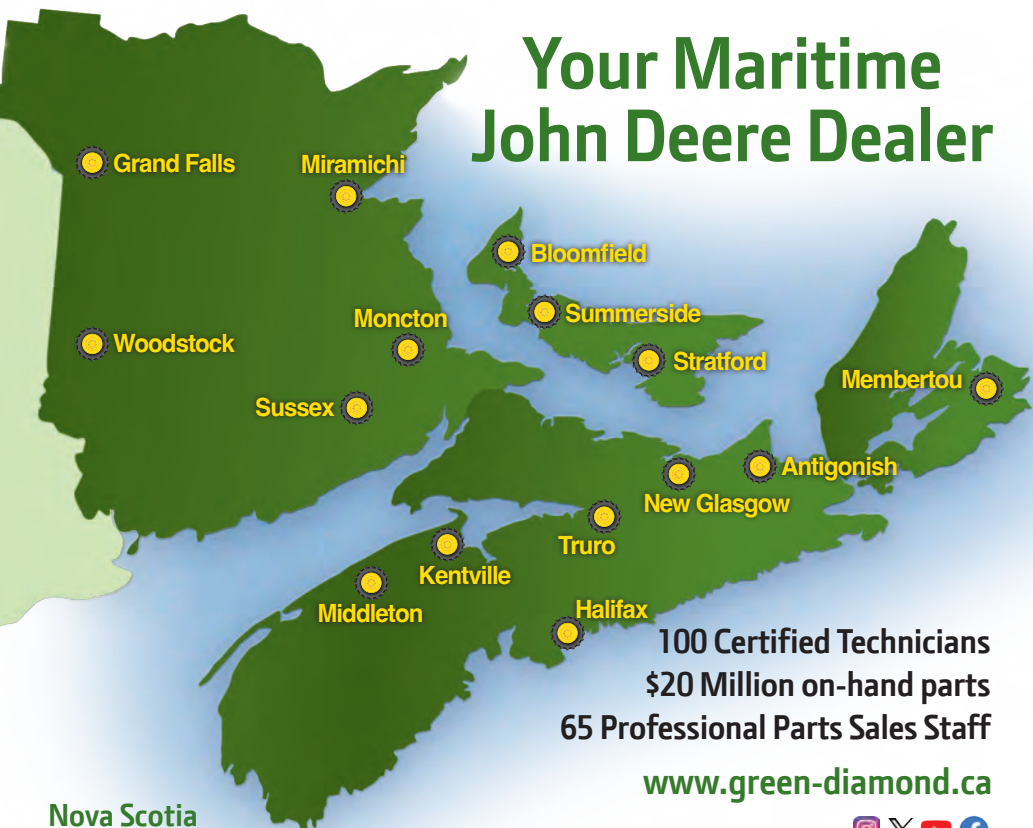 Your Maritime
John Deere Dealer
Grand Falls
Miramichi
Bloomfield
Summerside
Moncton
Woodstock
Stratford
Membertou
Sussex
Antigonish
New Glasgow
Truro
Kentville
Middleton
Halifax
100 Certified Technicians
$20 Million on-hand parts
65 Professional Parts Sales Staff
www.green-diamond.ca
Nova Scotia